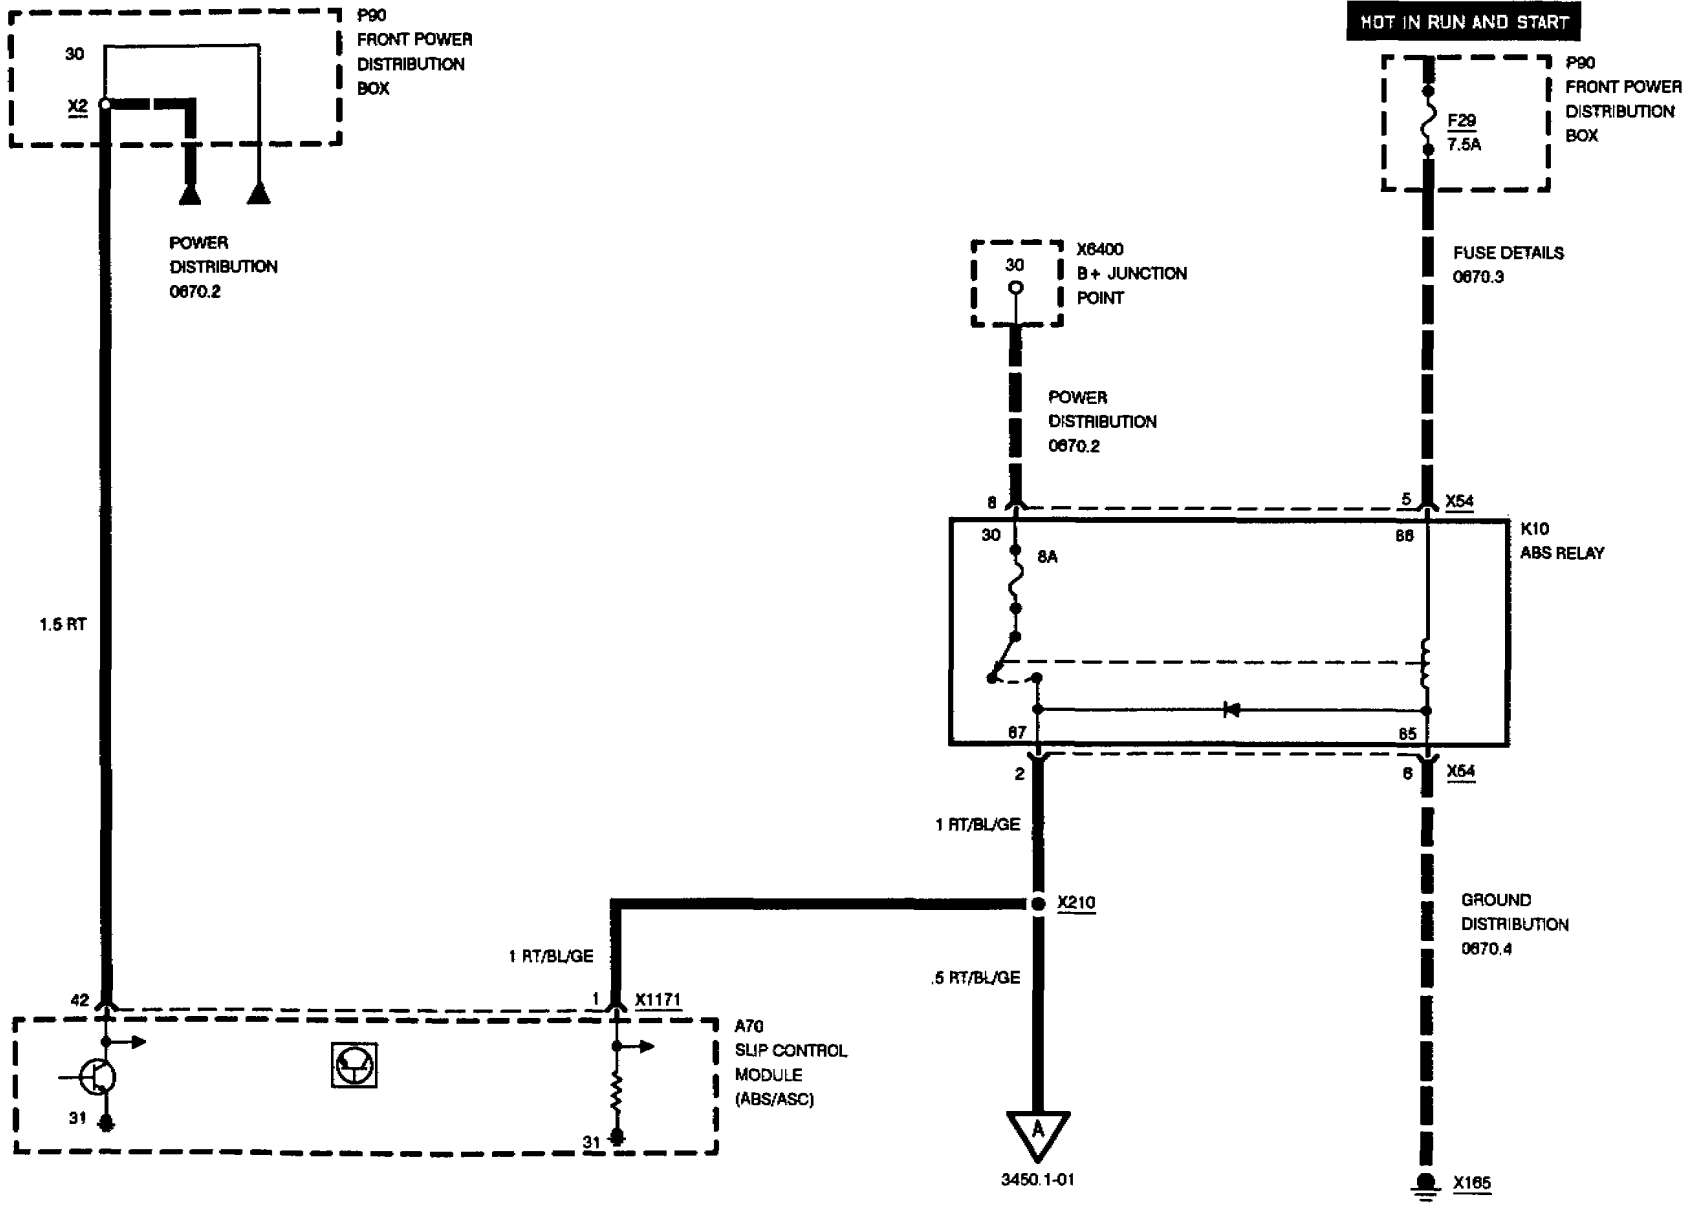 P90
FRONT POWER
DISTRIBUTION
BOX
30
X2
POWER
DISTRIBUTION
0670.2
HOT IN RUN AND START
P90
FRONT POWER
DISTRIBUTION
BOX
F29
7.5A
FUSE DETAILS
0670.3
X6400
B+ JUNCTION
POINT
30
POWER
DISTRIBUTION
0670.2
8
5
X54
30
8A
86
K10
ABS RELAY
87
85
2
6
X54
1.5 RT
1 RT/BL/GE
X210
1 RT/BL/GE
.5 RT/BL/GE
GROUND
DISTRIBUTION
0670.4
42
1
X1171
A70
SLIP CONTROL
MODULE
(ABS/ASC)
31
31
A
3450.1-01
X165